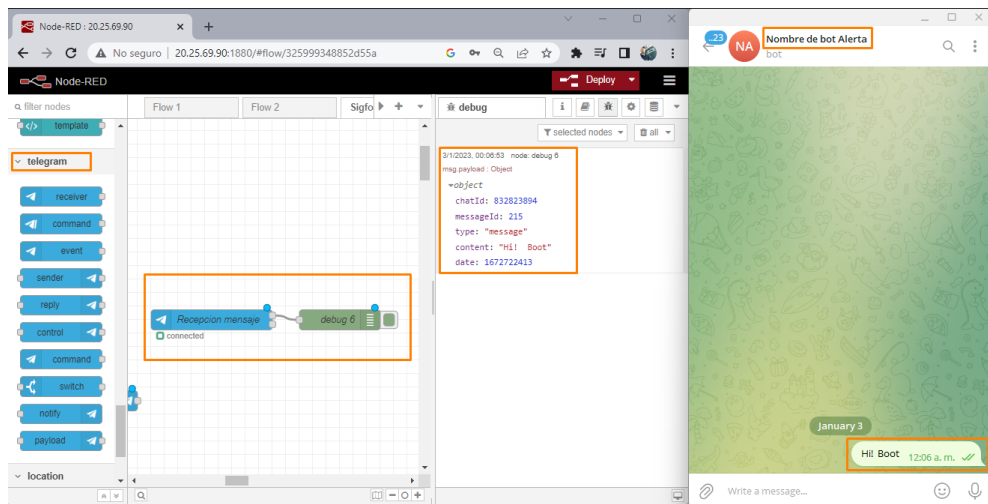 Node-RED : 20.25.69.90
No seguro
20.25.69.90:1880/#flow/325999348852d55a
Node-RED
Deploy
filter nodes
template
telegram
receiver
command
event
sender
reply
control
command
switch
notify
payload
location
Flow 1
Flow 2
Sigfo
Recepcion mensaje
connected
debug 6
debug
i
selected nodes
all
3/1/2023, 00:06:53 node: debug 6
msg.payload : Object
object
chatId: 832823894
messageId: 215
type: "message"
content: "Hi! Boot"
date: 1672722413
23
NA
Nombre de bot Alerta
bot
January 3
Hi! Boot
12:06 a. m.
Write a message...